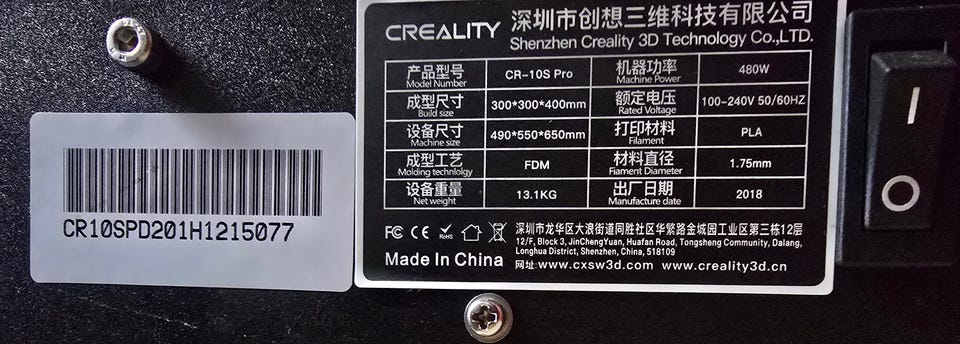 CREALITY 深圳市创想三维科技有限公司
Shenzhen Creality 3D Technology Co.,LTD.
产品型号 CR-10S Pro 机器功率 480W
Model Number Machine Power
成型尺寸 300*300*400mm 额定电压 100-240V 50/60HZ
Build size Rated Voltage
设备尺寸 490*550*650mm 打印材料 PLA
Machine size Filament
成型工艺 FDM 材料直径 1.75mm
Molding technlolgy Fiament Diameter
设备重量 13.1KG 出厂日期 2018
Net weight Manufacture date
FC CE RoHS
Made In China
深圳市龙华区大浪街道同胜社区华繁路金城园工业区第三栋12层
12/F, Block 3, JinChengYuan, Huafan Road, Tongsheng Community, Dalang,
Longhua District, Shenzhen, China, 518109
网址:www.cxsw3d.com www.creality3d.cn
CR10SPD201H1215077